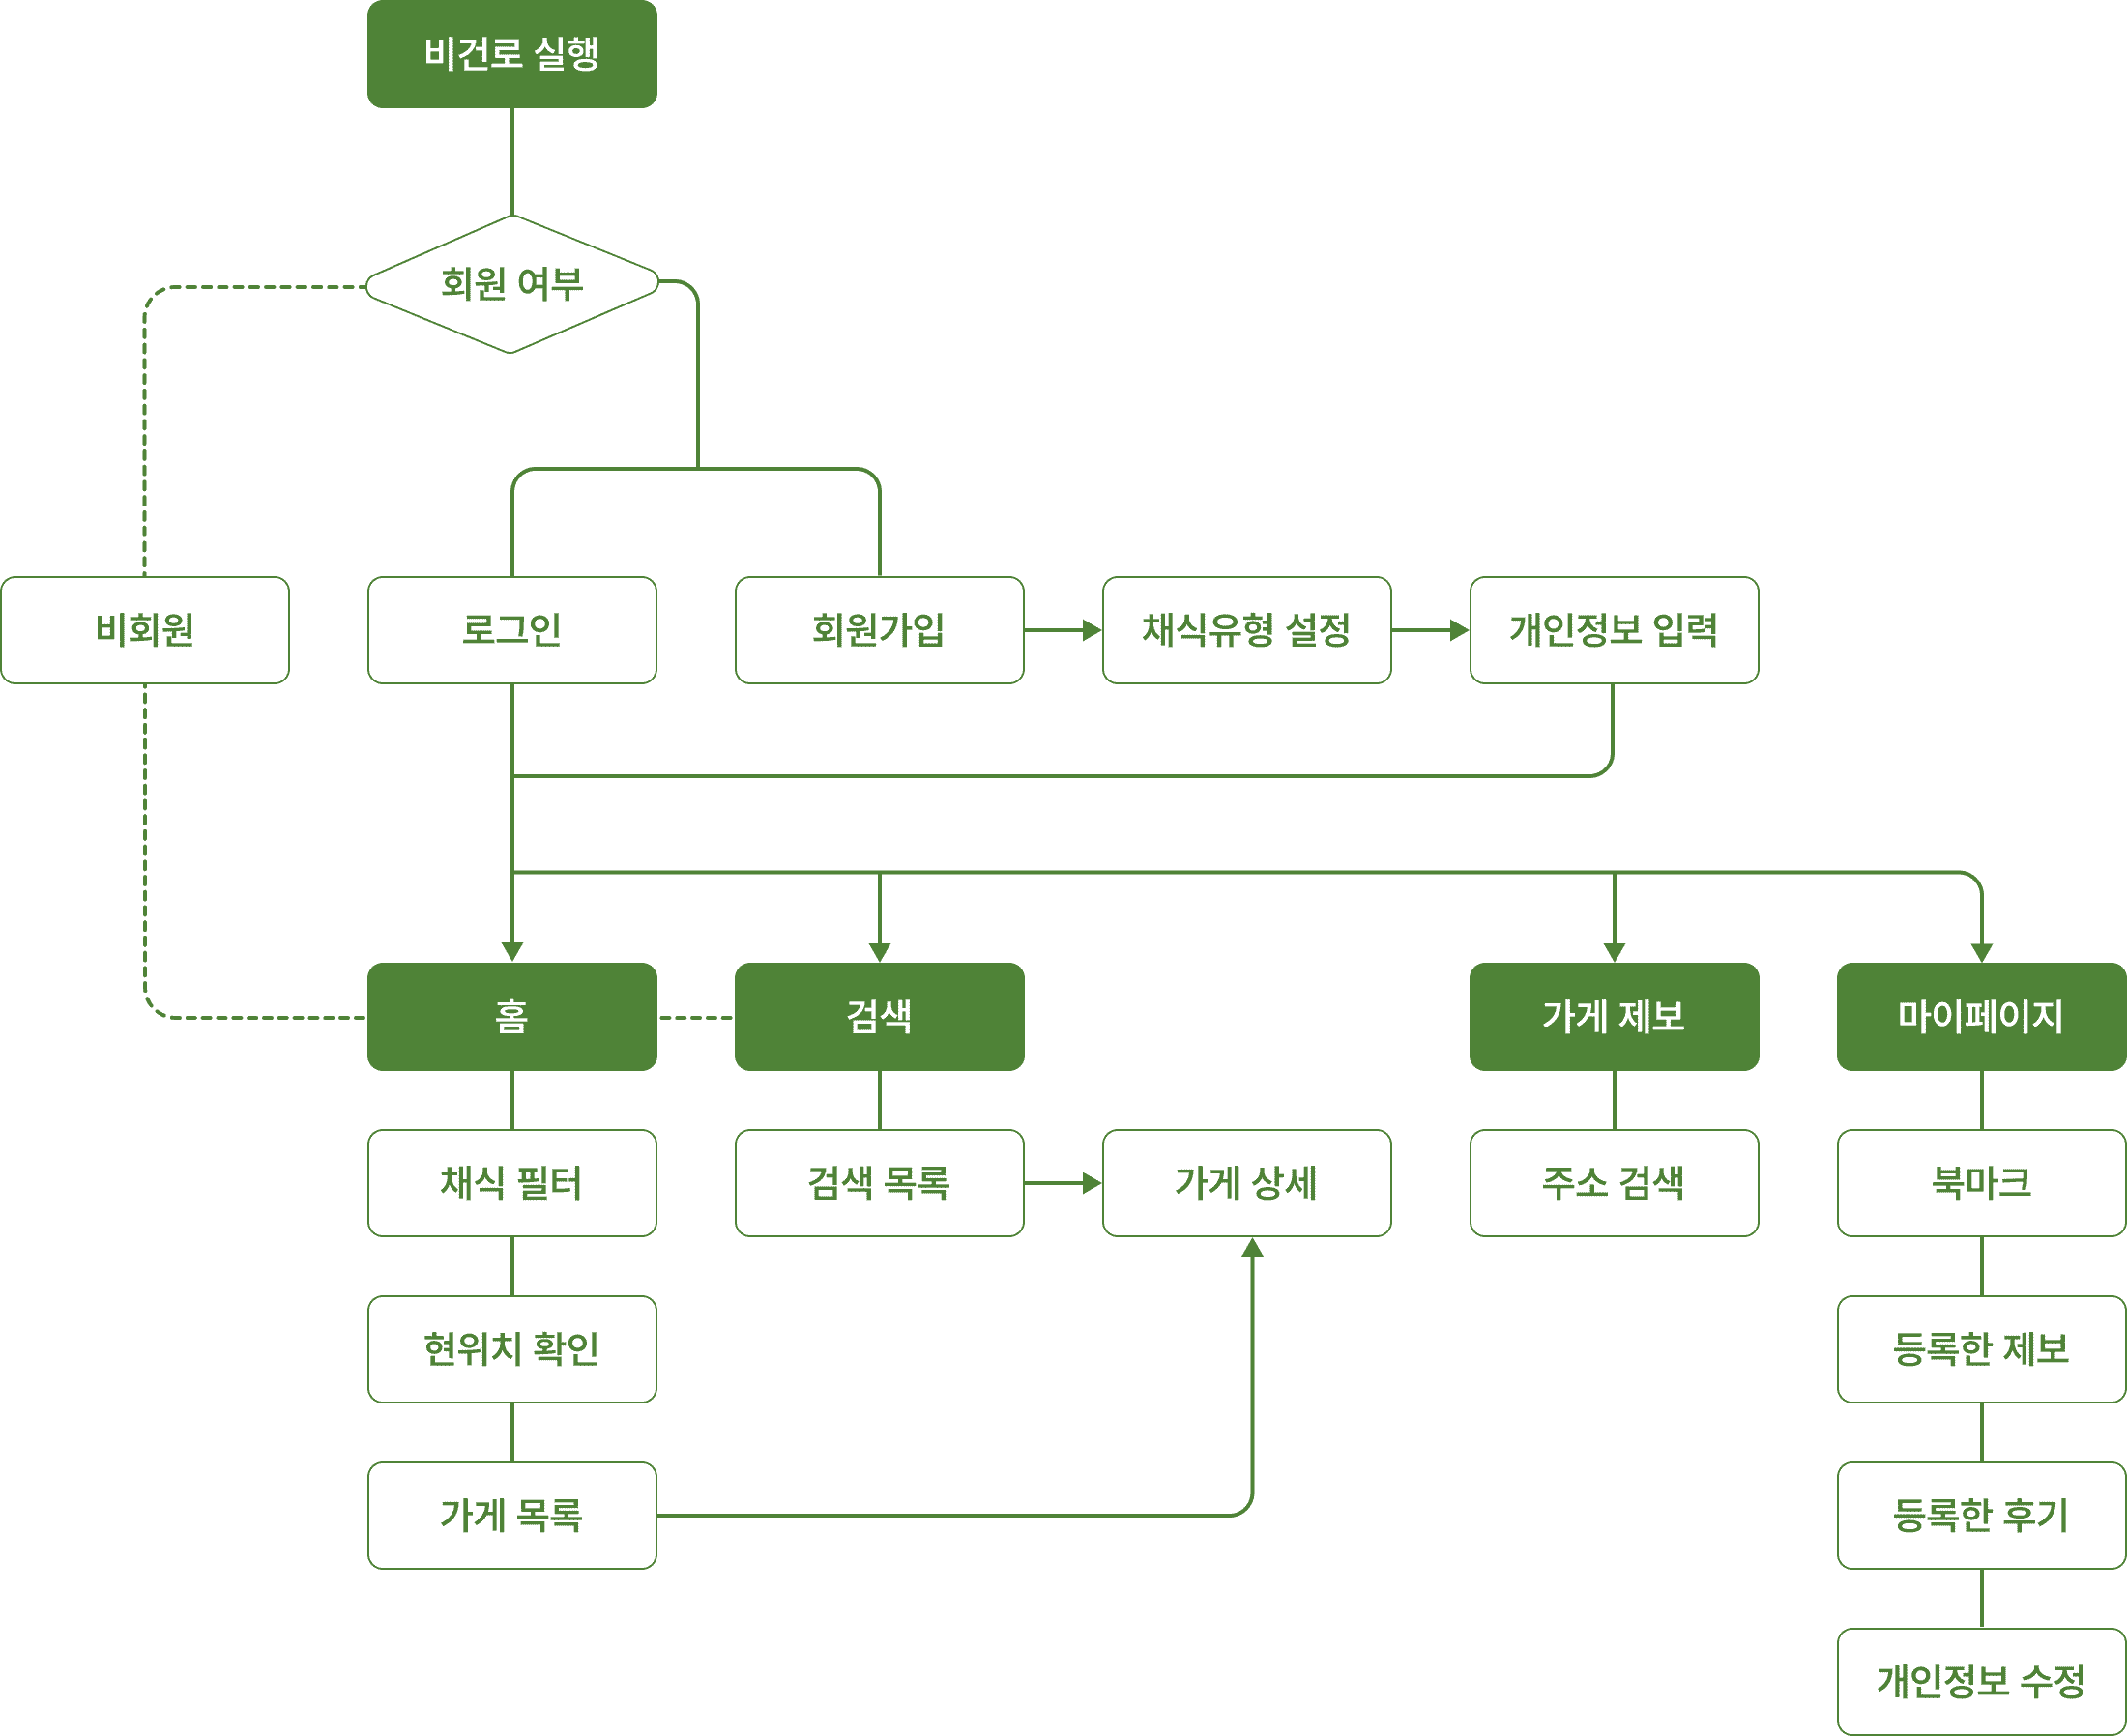 비건로 실행
회원 여부
비회원
로그인
회원가입
채식유형 설정
개인정보 입력
홈
검색
가게 제보
마이페이지
채식 필터
검색 목록
가게 상세
주소 검색
북마크
현위치 확인
등록한 제보
가게 목록
등록한 후기
개인정보 수정